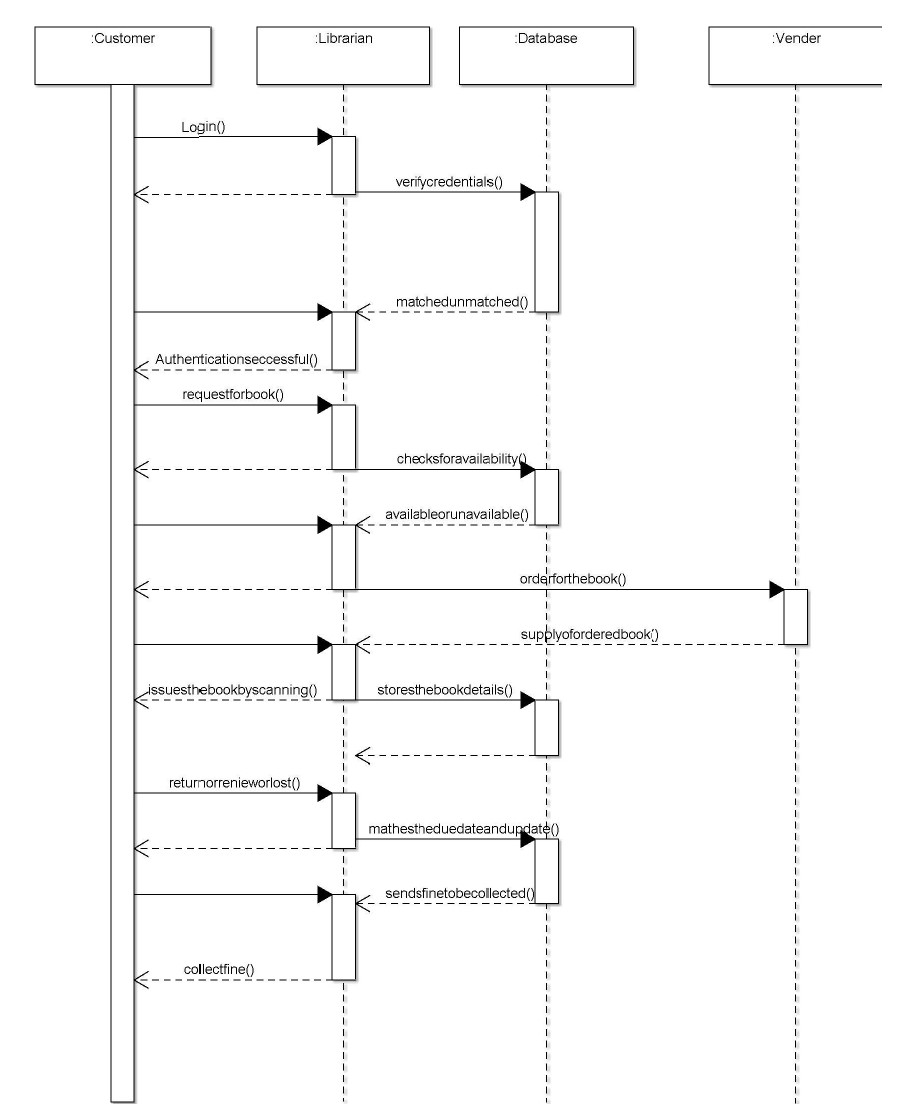 :Customer
:Librarian
:Database
:Vender
Login()
verifycredentials()
matchedunmatched()
Authenticationseccessful()
requestforbook()
checksforavailability()
availableorunavailable()
orderforthebook()
supplyoforderedbook()
issuesthebookbyscanning()
storesthebookdetails()
returnorrenieworlost()
mathestheduedateandupdate()
sendsfinetobecollected()
collectfine()